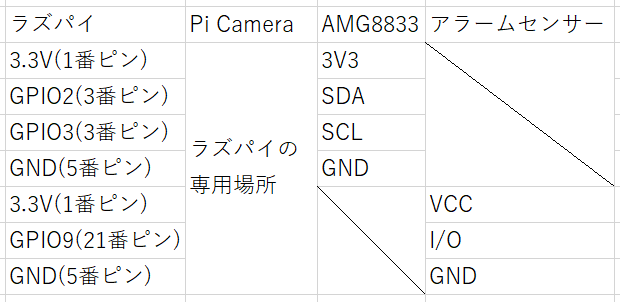 ラズパイ Pi Camera AMG8833 アラームセンサー
3.3V(1番ピン) 3V3
GPIO2(3番ピン) SDA
GPIO3(3番ピン) SCL
ラズパイの
GND(5番ピン) GND
専用場所
3.3V(1番ピン) VCC
GPIO9(21番ピン) I/O
GND(5番ピン) GND